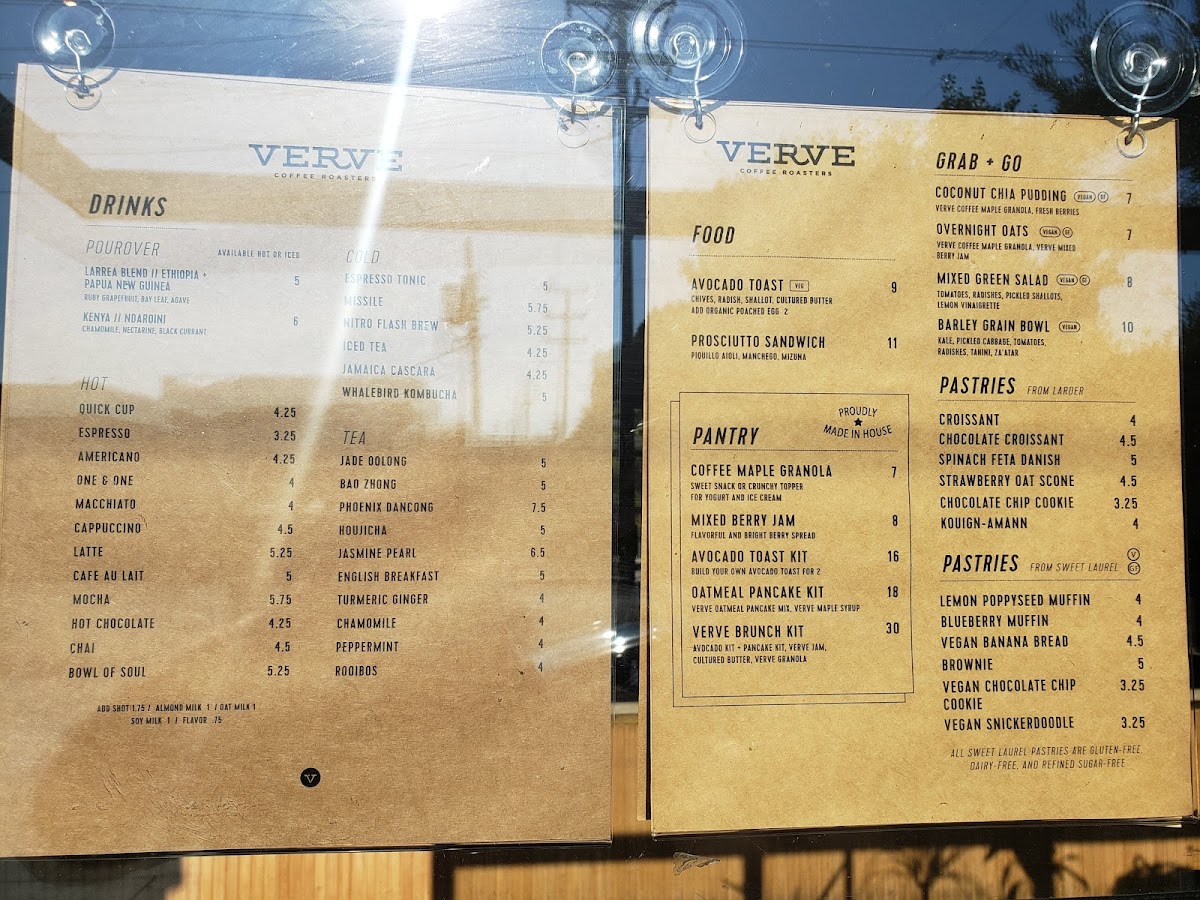 VERVE
COFFEE ROASTERS
DRINKS
POUROVER AVAILABLE HOT OR ICED
LARREA BLEND // ETHIOPIA +
PAPUA NEW GUINEA 5
RUBY GRAPEFRUIT, BAY LEAF, AGAVE
KENYA // NDAROINI 6
CHAMOMILE, NECTARINE, BLACK CURRANT
HOT
QUICK CUP 4.25
ESPRESSO 3.25
AMERICANO 4.25
ONE & ONE 4
MACCHIATO 4
CAPPUCCINO 4.5
LATTE 5.25
CAFE AU LAIT 5
MOCHA 5.75
HOT CHOCOLATE 4.25
CHAI 4.5
BOWL OF SOUL 5.25
ADD SHOT 1.75 / ALMOND MILK 1 / OAT MILK 1
SOY MILK 1 / FLAVOR .75
COLD
ESPRESSO TONIC 5
MISSILE 5.75
NITRO FLASH BREW 5.25
ICED TEA 4.25
JAMAICA CASCARA 4.25
WHALEBIRD KOMBUCHA 5
TEA
JADE OOLONG 5
BAO ZHONG 5
PHOENIX DANCONG 7.5
HOUJICHA 5
JASMINE PEARL 6.5
ENGLISH BREAKFAST 5
TURMERIC GINGER 4
CHAMOMILE 4
PEPPERMINT 4
ROOIBOS 4
V
VERVE
COFFEE ROASTERS
FOOD
AVOCADO TOAST VEG 9
CHIVES, RADISH, SHALLOT, CULTURED BUTTER
ADD ORGANIC POACHED EGG 2
PROSCIUTTO SANDWICH 11
PIQUILLO AIOLI, MANCHEGO, MIZUNA
PROUDLY
MADE IN HOUSE
PANTRY
COFFEE MAPLE GRANOLA 7
SWEET SNACK OR CRUNCHY TOPPER
FOR YOGURT AND ICE CREAM
MIXED BERRY JAM 8
FLAVORFUL AND BRIGHT BERRY SPREAD
AVOCADO TOAST KIT 16
BUILD YOUR OWN AVOCADO TOAST FOR 2
OATMEAL PANCAKE KIT 18
VERVE OATMEAL PANCAKE MIX, VERVE MAPLE SYRUP
VERVE BRUNCH KIT 30
AVOCADO KIT + PANCAKE KIT, VERVE JAM,
CULTURED BUTTER, VERVE GRANOLA
GRAB + GO
COCONUT CHIA PUDDING VEGAN GF 7
VERVE COFFEE MAPLE GRANOLA, FRESH BERRIES
OVERNIGHT OATS VEGAN GF 7
VERVE COFFEE MAPLE GRANOLA, VERVE MIXED
BERRY JAM
MIXED GREEN SALAD VEGAN GF 8
TOMATOES, RADISHES, PICKLED SHALLOTS,
LEMON VINAIGRETTE
BARLEY GRAIN BOWL VEGAN 10
KALE, PICKLED CABBAGE, TOMATOES,
RADISHES, TAHINI, ZA'ATAR
PASTRIES FROM LARDER
CROISSANT 4
CHOCOLATE CROISSANT 4.5
SPINACH FETA DANISH 5
STRAWBERRY OAT SCONE 4.5
CHOCOLATE CHIP COOKIE 3.25
KOUIGN-AMANN 4
PASTRIES FROM SWEET LAUREL V GF
LEMON POPPYSEED MUFFIN 4
BLUEBERRY MUFFIN 4
VEGAN BANANA BREAD 4.5
BROWNIE 5
VEGAN CHOCOLATE CHIP 3.25
COOKIE
VEGAN SNICKERDOODLE 3.25
ALL SWEET LAUREL PASTRIES ARE GLUTEN-FREE,
DAIRY-FREE, AND REFINED SUGAR-FREE